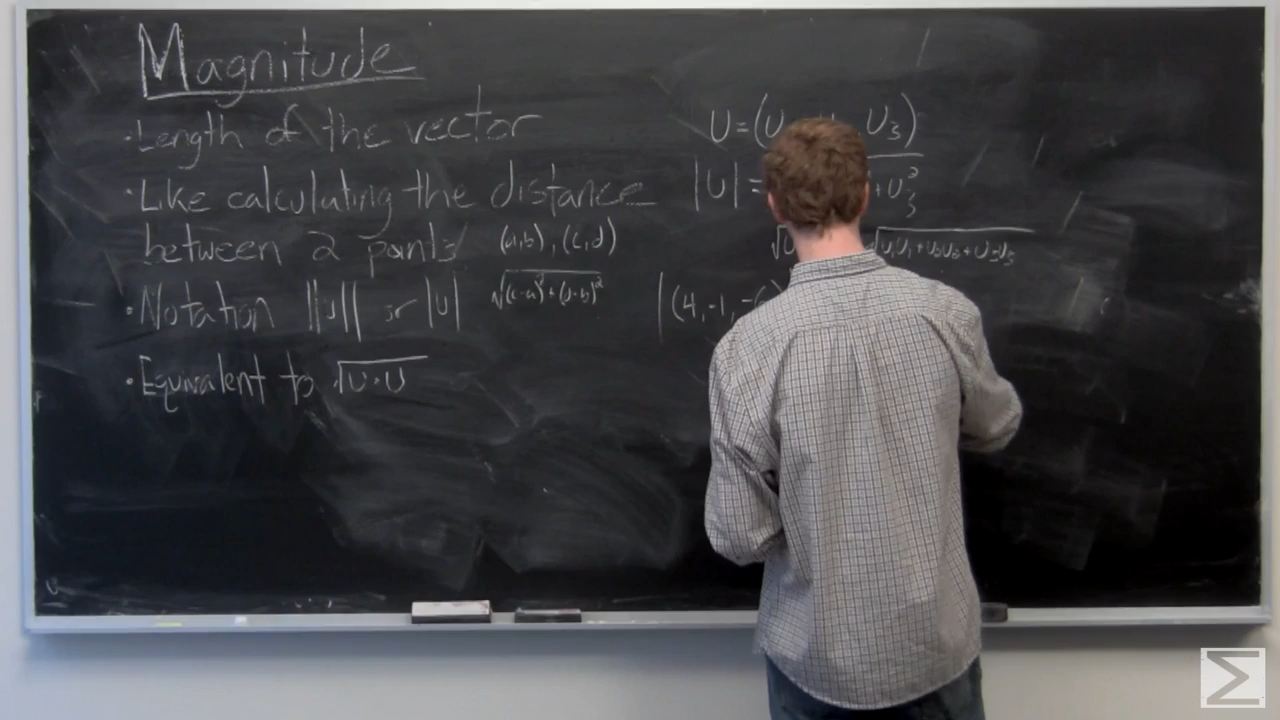 Magnitude
·Length of the vector
·Like calculating the distance
between 2 points (a,b), (c,d)
√(c-a)²+(d-b)²
·Notation ||u|| or |u|
·Equivalent to √U·U
U=(U U₃)
|U|= +U₃²
√U √U₁U₁+U₂U₂+U₃U₃
|(4,-1,-
Σ